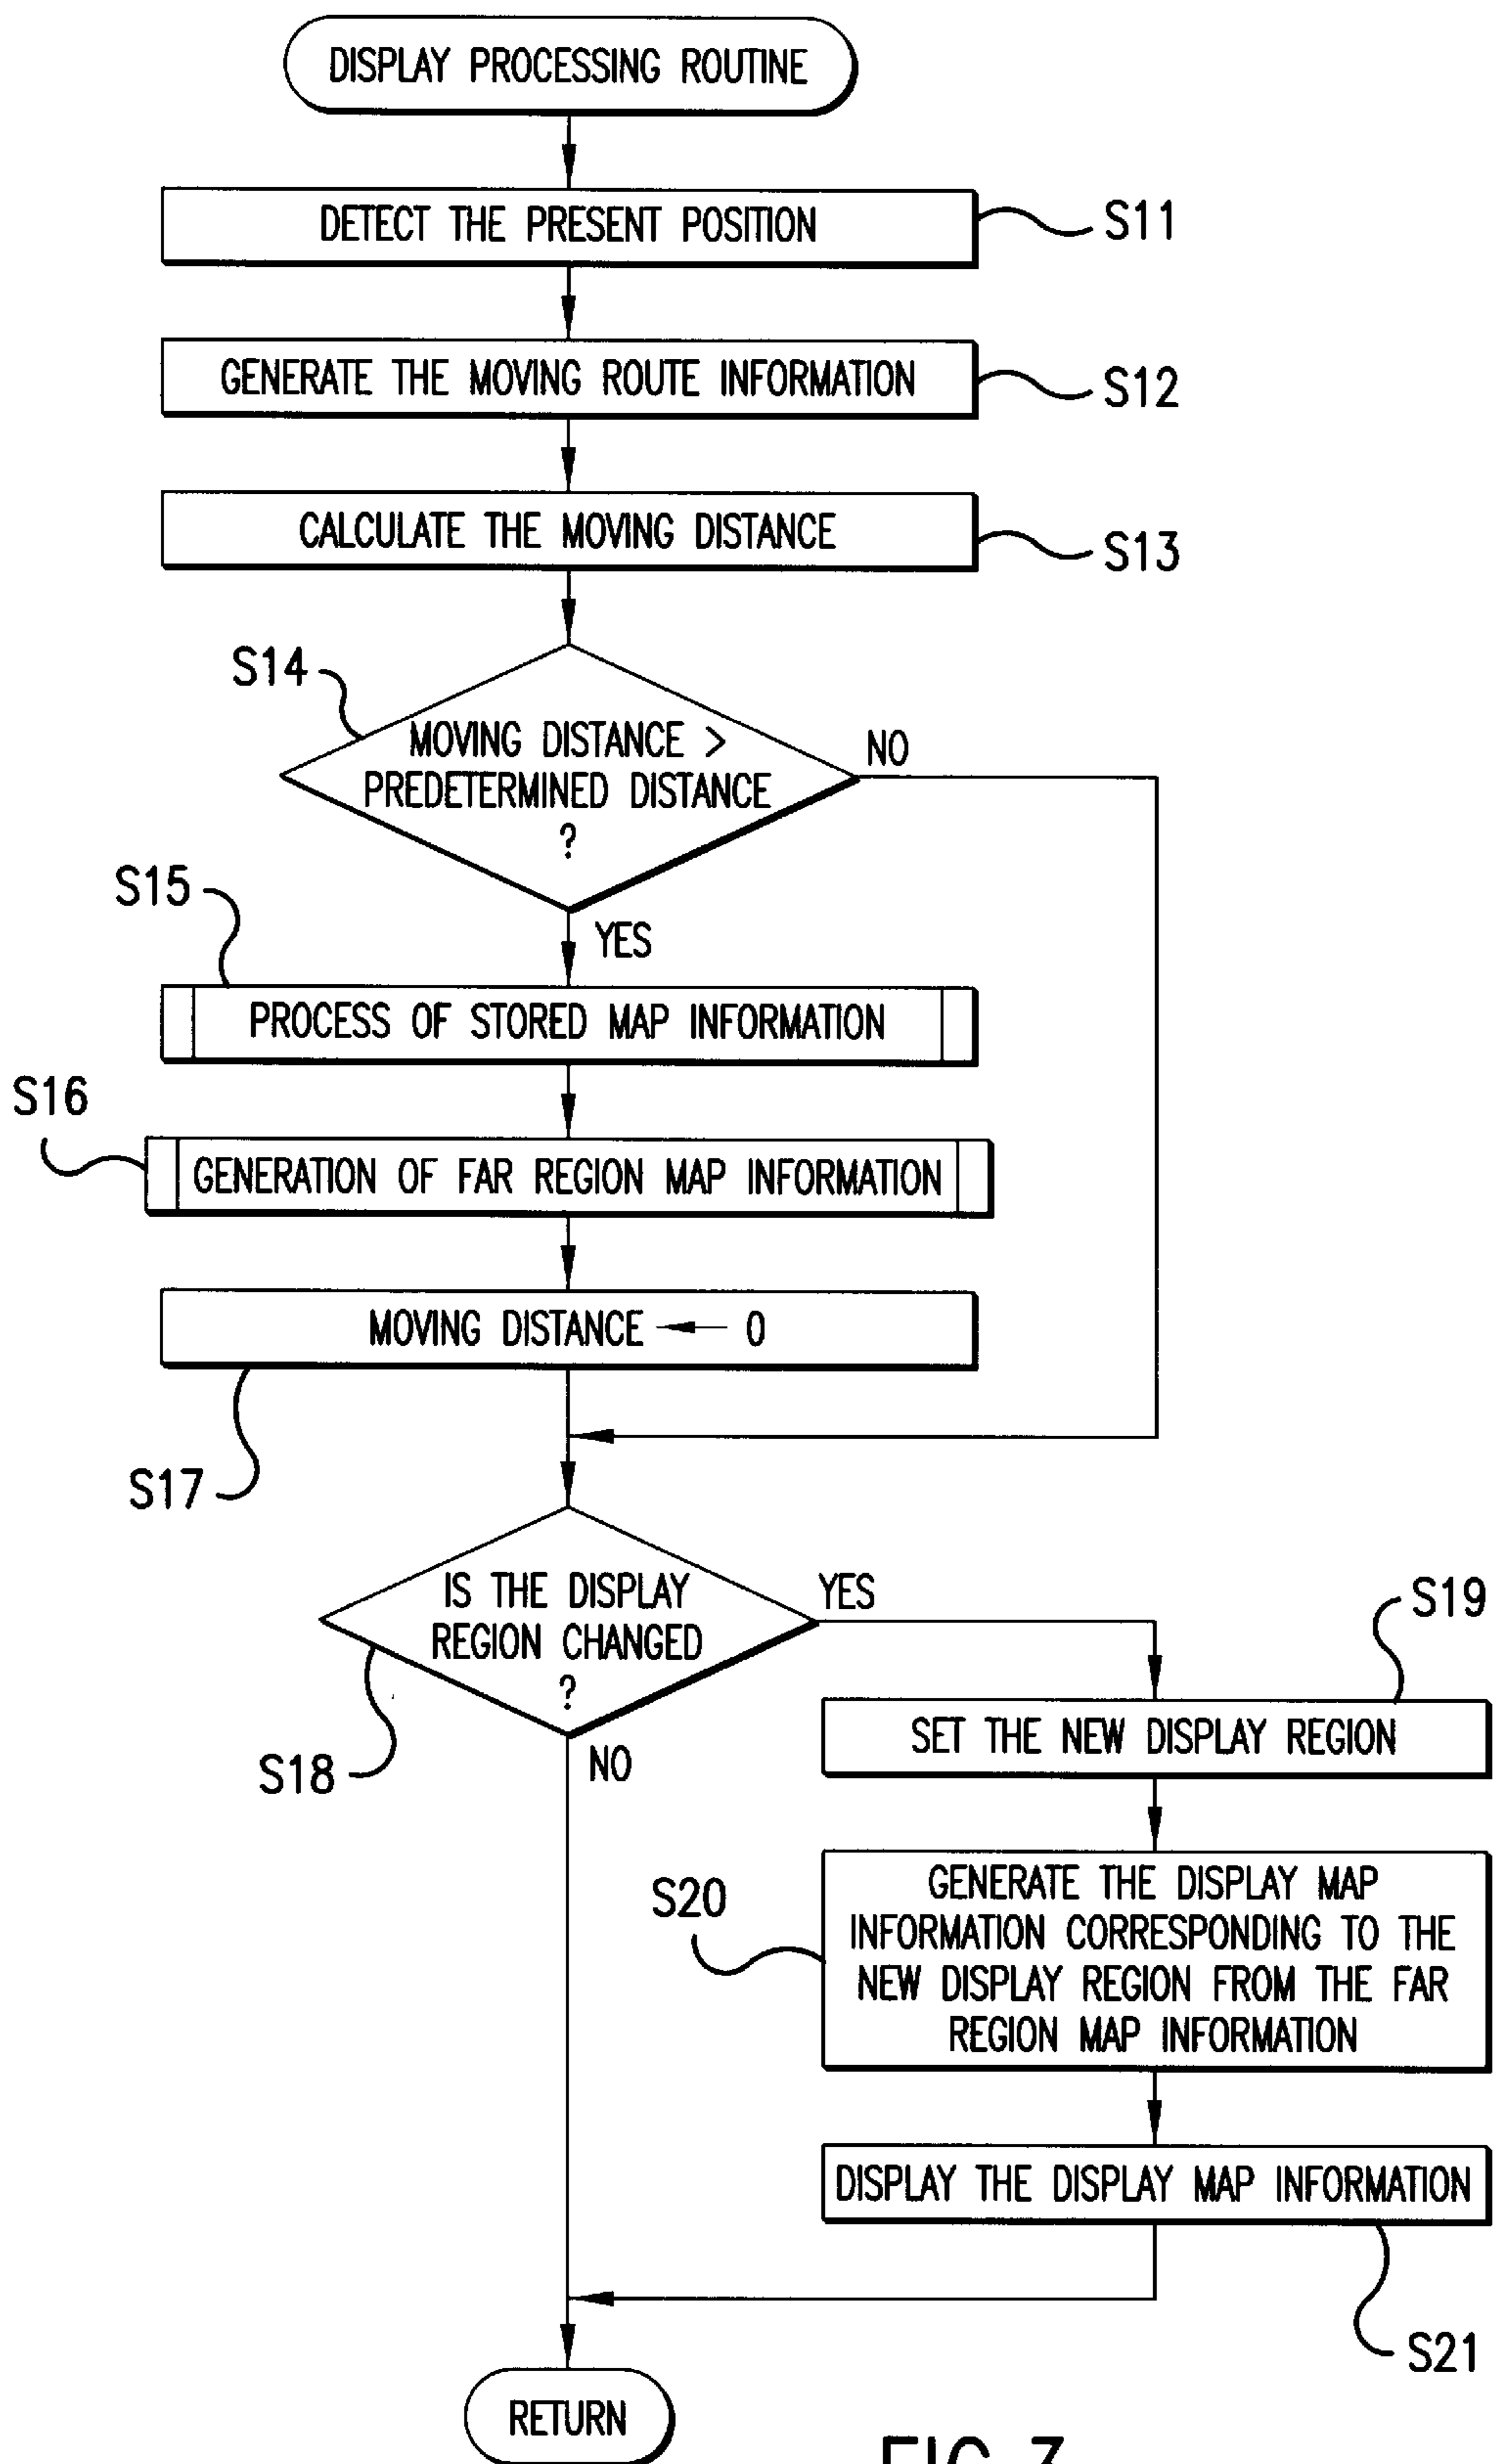 DISPLAY PROCESSING ROUTINE
DETECT THE PRESENT POSITION
S11
GENERATE THE MOVING ROUTE INFORMATION
S12
CALCULATE THE MOVING DISTANCE
S13
S14
MOVING DISTANCE >
PREDETERMINED DISTANCE
?
NO
YES
S15
PROCESS OF STORED MAP INFORMATION
S16
GENERATION OF FAR REGION MAP INFORMATION
MOVING DISTANCE ← 0
S17
IS THE DISPLAY
REGION CHANGED
?
YES
NO
S18
S19
SET THE NEW DISPLAY REGION
S20
GENERATE THE DISPLAY MAP
INFORMATION CORRESPONDING TO THE
NEW DISPLAY REGION FROM THE FAR
REGION MAP INFORMATION
DISPLAY THE DISPLAY MAP INFORMATION
S21
RETURN